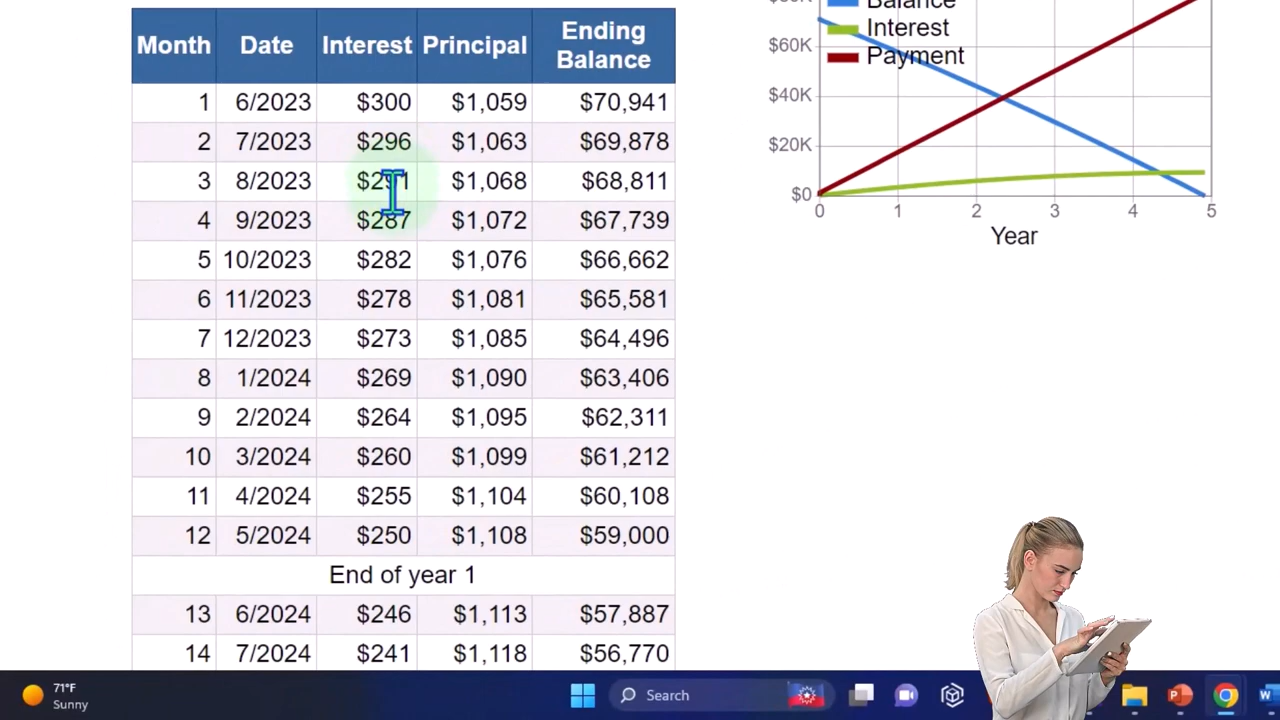 Month Date Interest Principal Ending Balance
1 6/2023 $300 $1,059 $70,941
2 7/2023 $296 $1,063 $69,878
3 8/2023 $291 $1,068 $68,811
4 9/2023 $287 $1,072 $67,739
5 10/2023 $282 $1,076 $66,662
6 11/2023 $278 $1,081 $65,581
7 12/2023 $273 $1,085 $64,496
8 1/2024 $269 $1,090 $63,406
9 2/2024 $264 $1,095 $62,311
10 3/2024 $260 $1,099 $61,212
11 4/2024 $255 $1,104 $60,108
12 5/2024 $250 $1,108 $59,000
End of year 1
13 6/2024 $246 $1,113 $57,887
14 7/2024 $241 $1,118 $56,770
Balance
Interest
Payment
$60K
$40K
$20K
$0
0 1 2 3 4 5
Year
71°F
Sunny
Search